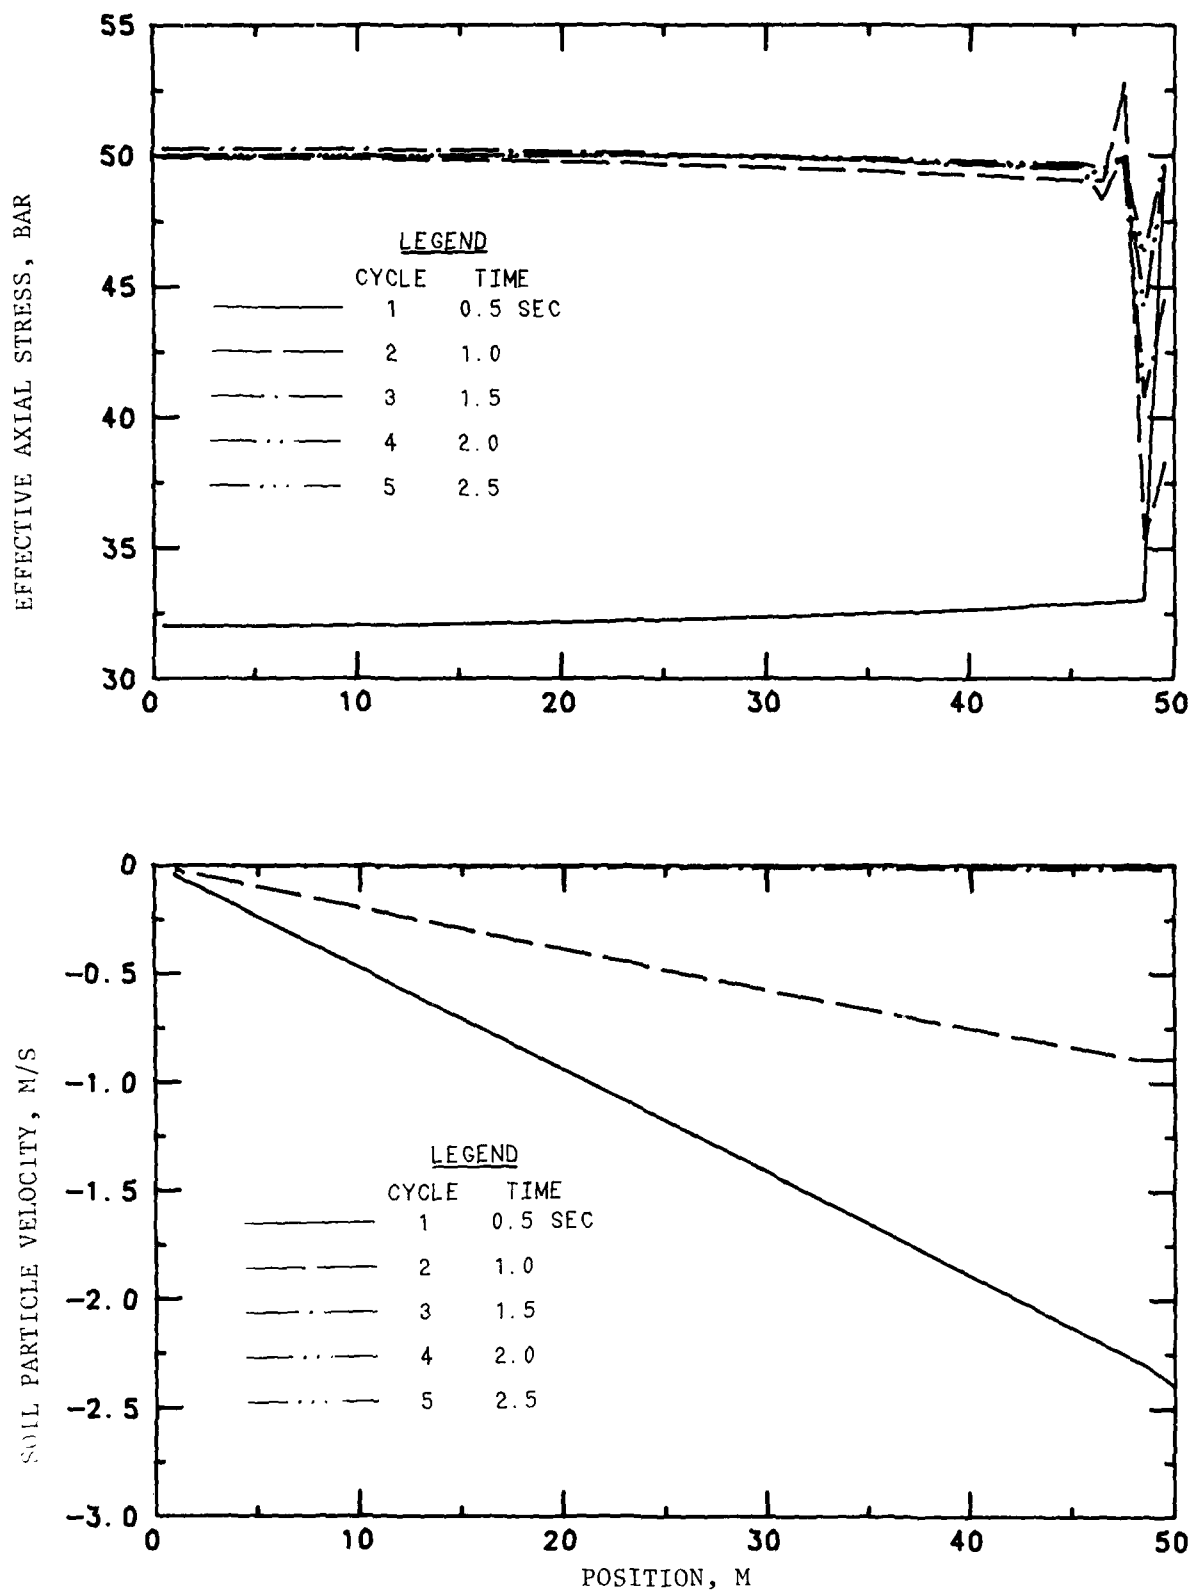 55
50
45
40
35
30
EFFECTIVE AXIAL STRESS, BAR
LEGEND
CYCLE TIME
1 0.5 SEC
2 1.0
3 1.5
4 2.0
5 2.5
0 10 20 30 40 50
0
-0.5
-1.0
-1.5
-2.0
-2.5
-3.0
SOIL PARTICLE VELOCITY, M/S
LEGEND
CYCLE TIME
1 0.5 SEC
2 1.0
3 1.5
4 2.0
5 2.5
0 10 20 30 40 50
POSITION, M